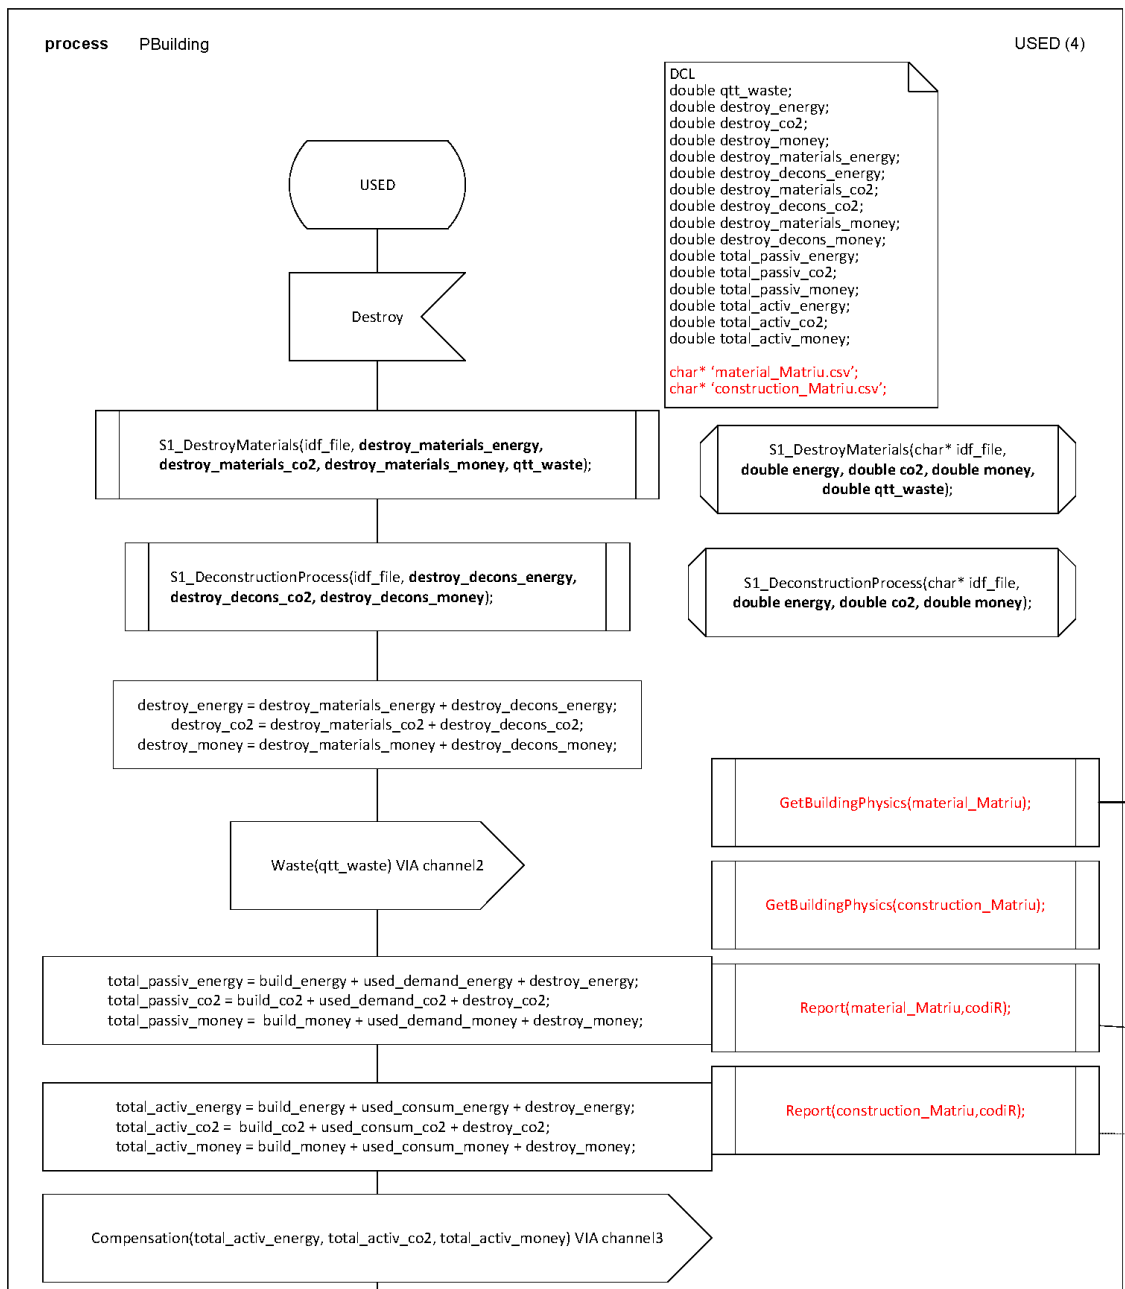 process PBuilding USED (4)
DCL
double qtt_waste;
double destroy_energy;
double destroy_co2;
double destroy_money;
double destroy_materials_energy;
double destroy_decons_energy;
double destroy_materials_co2;
double destroy_decons_co2;
double destroy_materials_money;
double destroy_decons_money;
double total_passiv_energy;
double total_passiv_co2;
double total_passiv_money;
double total_activ_energy;
double total_activ_co2;
double total_activ_money;
char* ‘material_Matriu.csv’;
char* ‘construction_Matriu.csv’;
USED
Destroy
S1_DestroyMaterials(idf_file, destroy_materials_energy,
destroy_materials_co2, destroy_materials_money, qtt_waste);
S1_DestroyMaterials(char* idf_file,
double energy, double co2, double money,
double qtt_waste);
S1_DeconstructionProcess(idf_file, destroy_decons_energy,
destroy_decons_co2, destroy_decons_money);
S1_DeconstructionProcess(char* idf_file,
double energy, double co2, double money);
destroy_energy = destroy_materials_energy + destroy_decons_energy;
destroy_co2 = destroy_materials_co2 + destroy_decons_co2;
destroy_money = destroy_materials_money + destroy_decons_money;
GetBuildingPhysics(material_Matriu);
Waste(qtt_waste) VIA channel2
GetBuildingPhysics(construction_Matriu);
total_passiv_energy = build_energy + used_demand_energy + destroy_energy;
total_passiv_co2 = build_co2 + used_demand_co2 + destroy_co2;
total_passiv_money = build_money + used_demand_money + destroy_money;
Report(material_Matriu,codiR);
total_activ_energy = build_energy + used_consum_energy + destroy_energy;
total_activ_co2 = build_co2 + used_consum_co2 + destroy_co2;
total_activ_money = build_money + used_consum_money + destroy_money;
Report(construction_Matriu,codiR);
Compensation(total_activ_energy, total_activ_co2, total_activ_money) VIA channel3